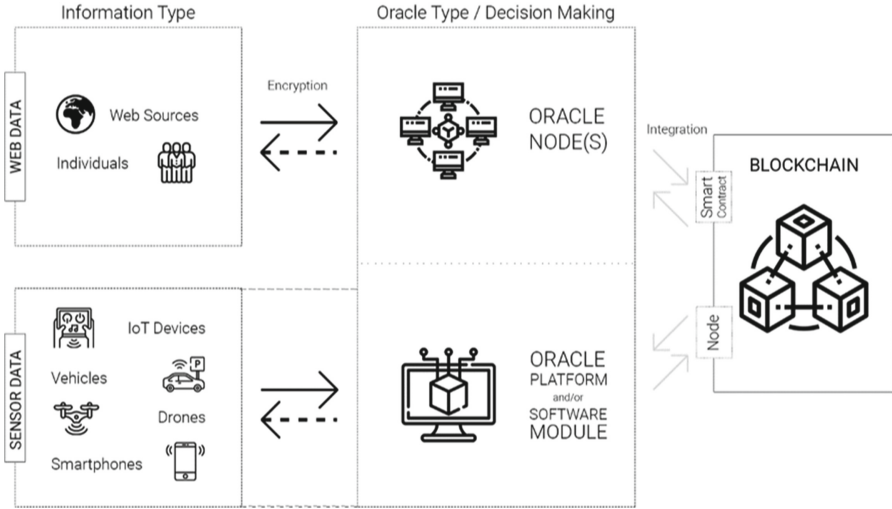 Information Type
Oracle Type / Decision Making
WEB DATA
Web Sources
Individuals
Encryption
ORACLE
NODE(S)
Integration
BLOCKCHAIN
Smart
Contract
Node
SENSOR DATA
IoT Devices
Vehicles
P
Drones
Smartphones
ORACLE
PLATFORM
and/or
SOFTWARE
MODULE